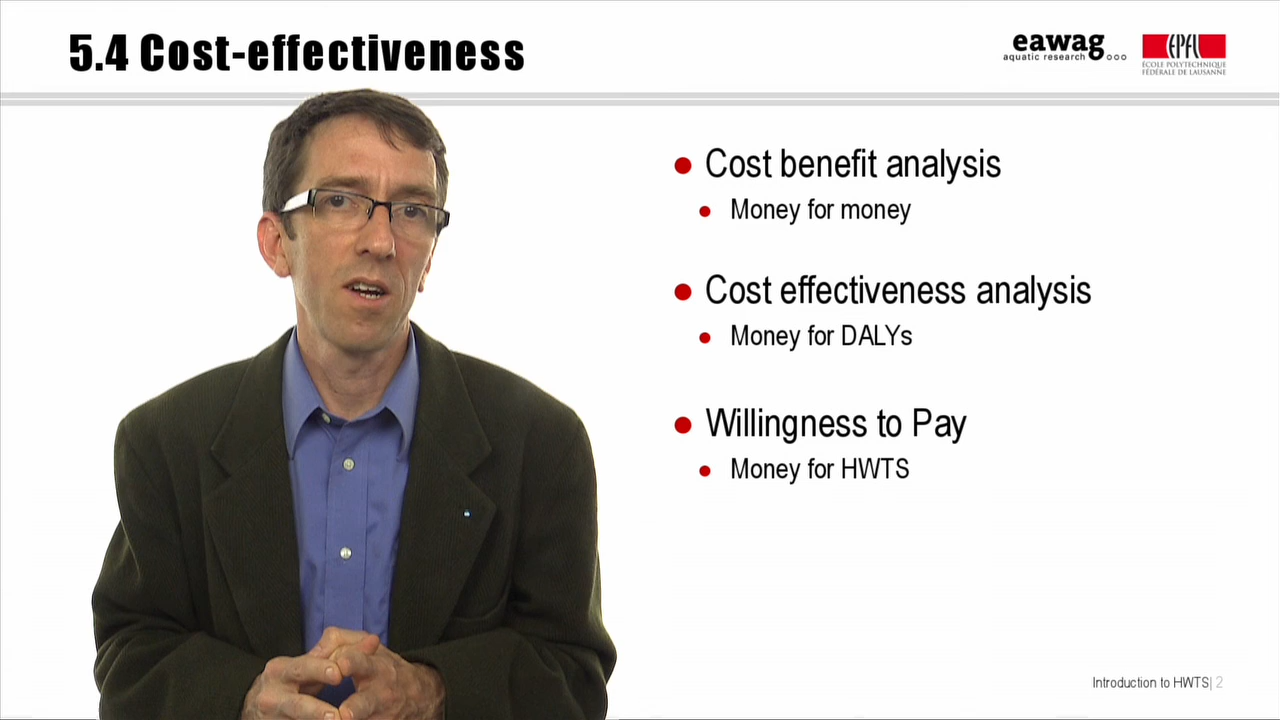 5.4 Cost-effectiveness
eawag
aquatic research
EPFL
ÉCOLE POLYTECHNIQUE
FÉDÉRALE DE LAUSANNE
Cost benefit analysis
Money for money
Cost effectiveness analysis
Money for DALYs
Willingness to Pay
Money for HWTS
Introduction to HWTS| 2